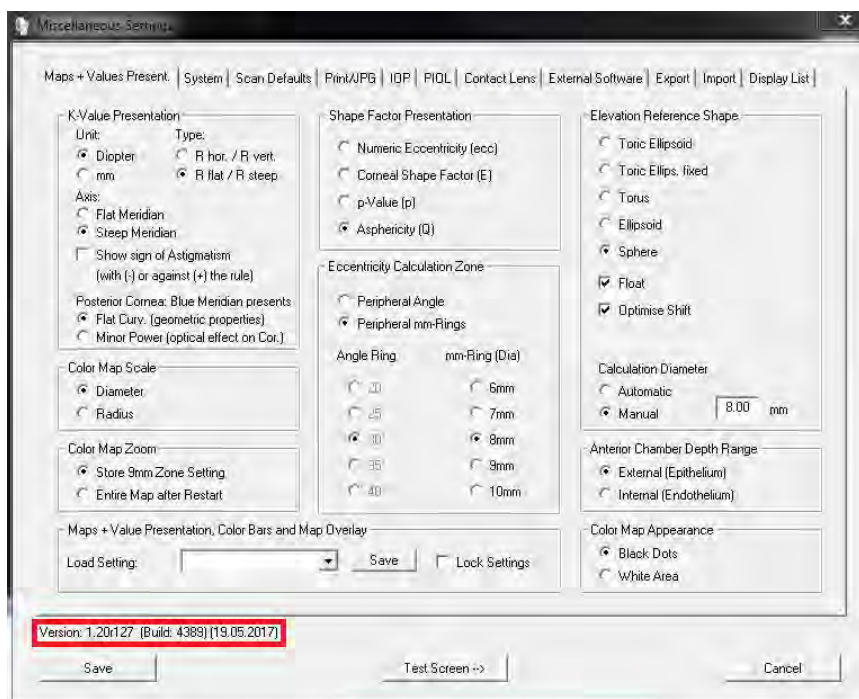 Miscellaneous Settings
Maps + Values Present. System Scan Defaults Print/JPG IOP PIOL Contact Lens External Software Export Import Display List
K-Value Presentation
Unit: Type:
Diopter R hor. / R vert.
mm R flat / R steep
Axis:
Flat Meridian
Steep Meridian
Show sign of Astigmatism
(with (-) or against (+) the rule)
Posterior Cornea: Blue Meridian presents
Flat Curv. (geometric properties)
Minor Power (optical effect on Cor.)
Color Map Scale
Diameter
Radius
Color Map Zoom
Store 9mm Zone Setting
Entire Map after Restart
Shape Factor Presentation
Numeric Eccentricity (ecc)
Corneal Shape Factor (E)
p-Value (p)
Asphericity (Q)
Eccentricity Calculation Zone
Peripheral Angle
Peripheral mm-Rings
Angle Ring mm-Ring (Dia)
20 6mm
25 7mm
30 8mm
35 9mm
40 10mm
Elevation Reference Shape
Toric Ellipsoid
Toric Ellips. fixed
Torus
Ellipsoid
Sphere
Float
Optimise Shift
Calculation Diameter
Automatic
Manual 8.00 mm
Anterior Chamber Depth Range
External (Epithelium)
Internal (Endothelium)
Maps + Value Presentation, Color Bars and Map Overlay
Load Setting: Save Lock Settings
Color Map Appearance
Black Dots
White Area
Version: 1.20r127 (Build: 4389) (19.05.2017)
Save Test Screen --> Cancel